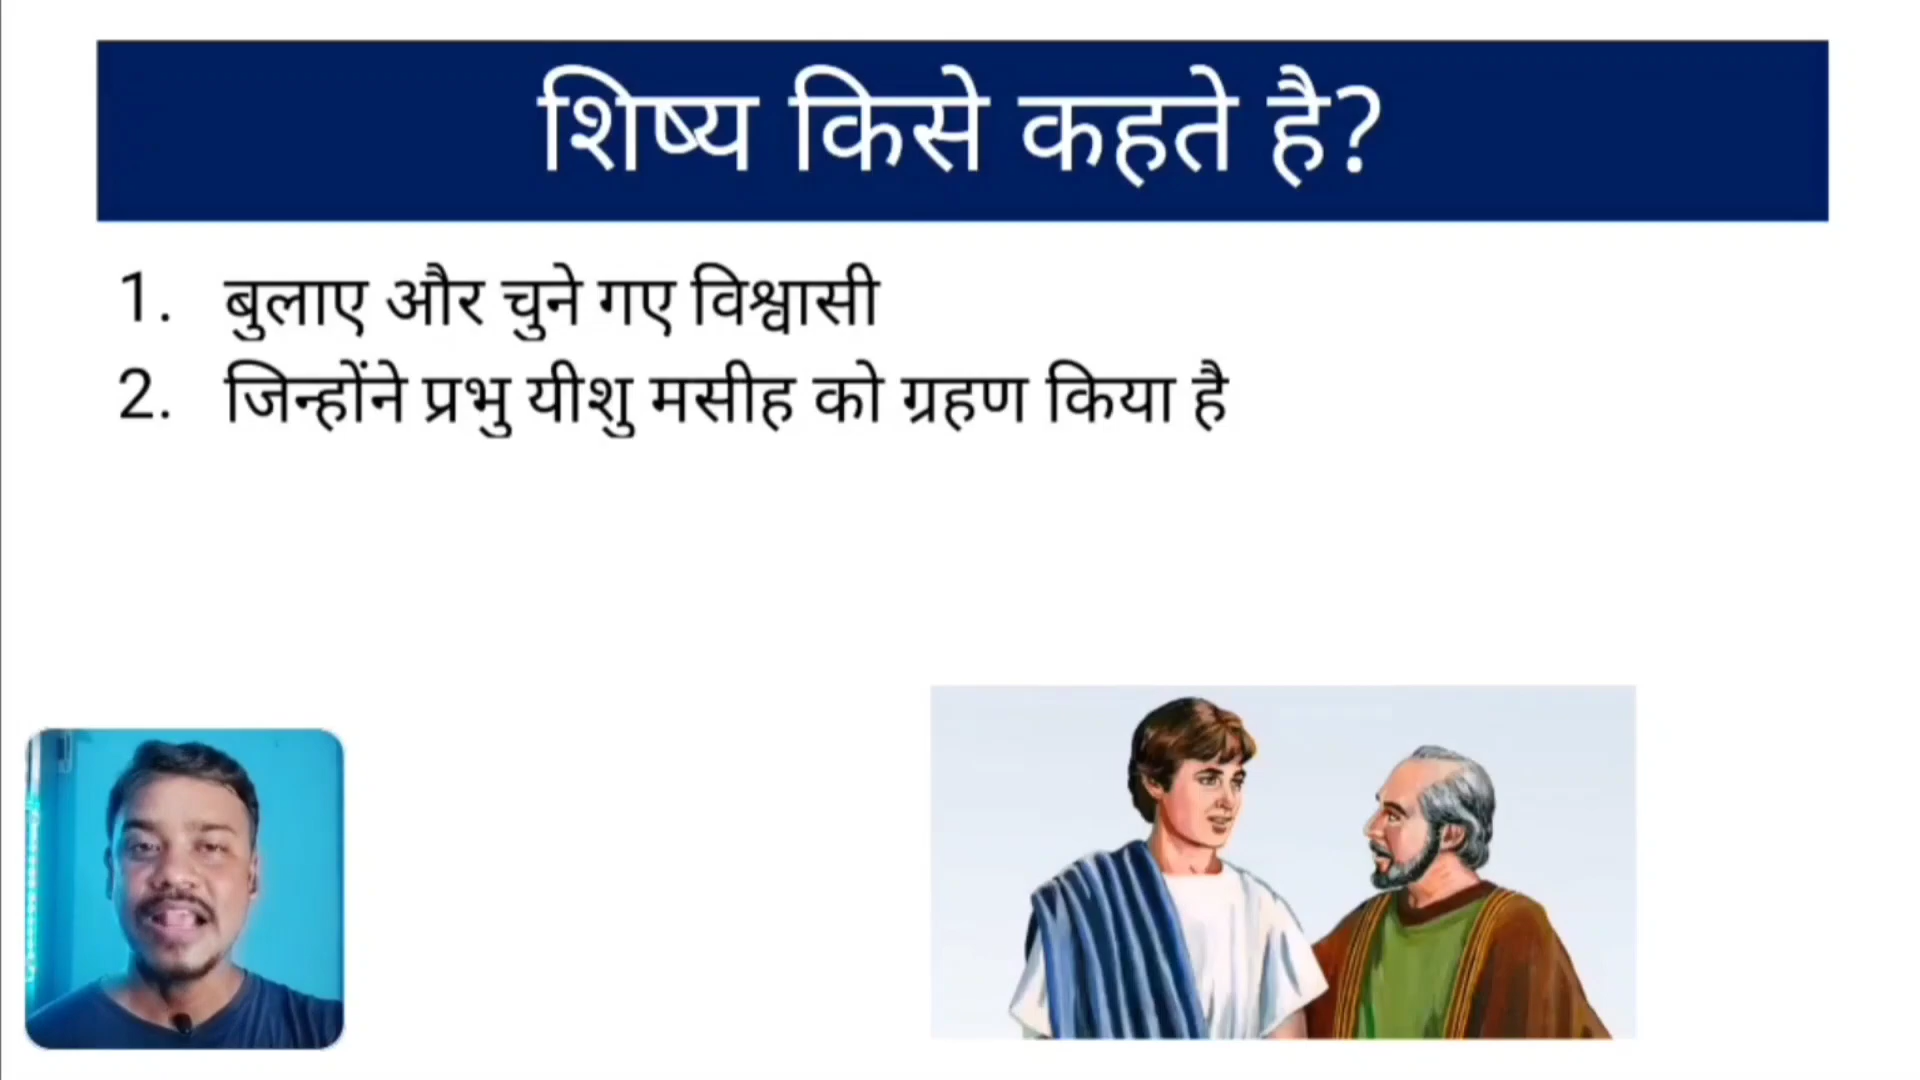 शिष्य किसे कहते है?
1. बुलाए और चुने गए विश्वासी
2. जिन्होंने प्रभु यीशु मसीह को ग्रहण किया है